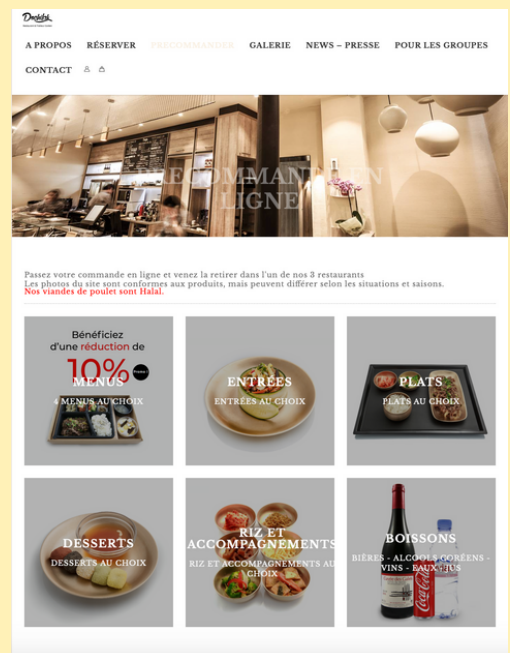 A PROPOS RÉSERVER PRÉCOMMANDER GALERIE NEWS – PRESSE POUR LES GROUPES
CONTACT
PRÉCOMMANDE EN
LIGNE
Passez votre commande en ligne et venez la retirer dans l'un de nos 3 restaurants
Les photos du site sont conformes aux produits, mais peuvent différer selon les situations et saisons.
Nos viandes de poulet sont Halal.
Bénéficiez
d'une réduction de
10%
MENUS
4 MENUS AU CHOIX
ENTRÉES
ENTRÉES AU CHOIX
PLATS
PLATS AU CHOIX
DESSERTS
DESSERTS AU CHOIX
RIZ ET
ACCOMPAGNEMENTS
RIZ ET ACCOMPAGNEMENTS AU
CHOIX
BOISSONS
BIÈRES - ALCOOLS CORÉENS -
VINS - EAUX - JUS
Coca-Cola